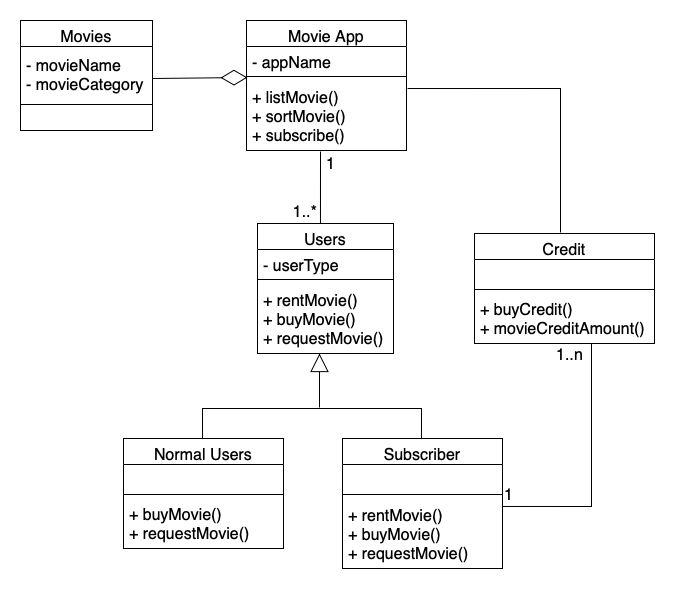 Movies
- movieName
- movieCategory
Movie App
- appName
+ listMovie()
+ sortMovie()
+ subscribe()
1
1..*
Users
- userType
+ rentMovie()
+ buyMovie()
+ requestMovie()
Credit
+ buyCredit()
+ movieCreditAmount()
1..n
Normal Users
+ buyMovie()
+ requestMovie()
Subscriber
+ rentMovie()
+ buyMovie()
+ requestMovie()
1